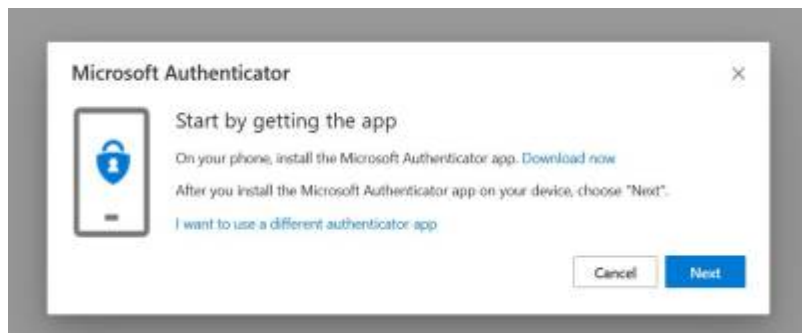 Microsoft Authenticator
Start by getting the app
On your phone, install the Microsoft Authenticator app. Download now
After you install the Microsoft Authenticator app on your device, choose "Next".
I want to use a different authenticator app
Cancel Next